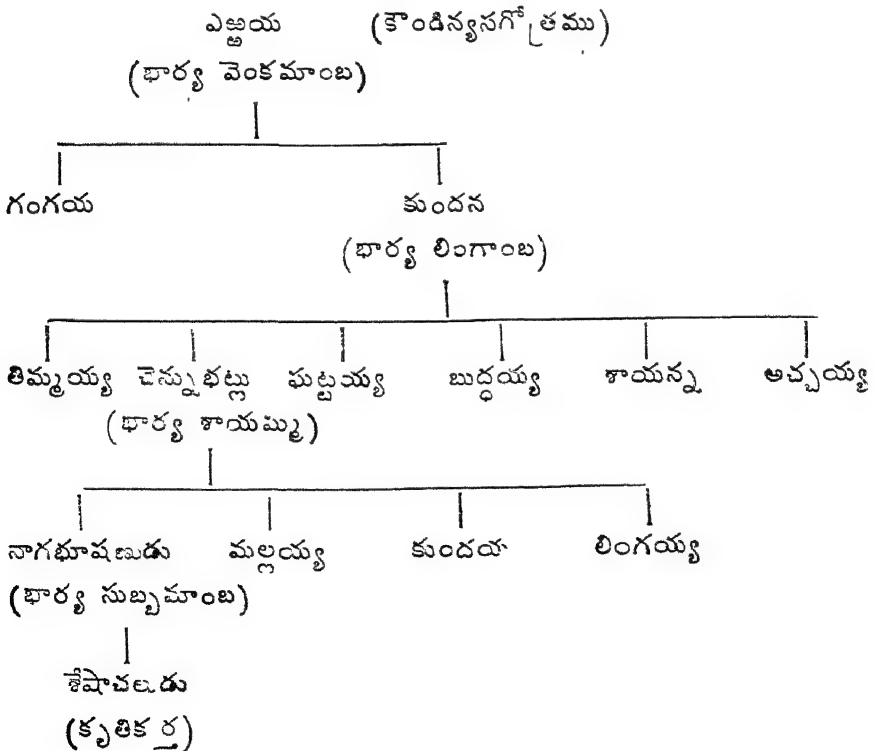 ఎఱ్ఱయ (కౌండిన్యసగోత్రము)
(భార్య వెంకమాంబ)
గంగయ కుందన
(భార్య లింగాంబ)
తిమ్మయ్య చెన్నుభట్లు ఘట్టయ్య బుద్ధయ్య శాయన్న అచ్చయ్య
(భార్య శాయమ్మ)
నాగభూషణుడు మల్లయ్య కుందయ లింగయ్య
(భార్య సుబ్బమాంబ)
శేషాచలుడు
(కృతికర్త)